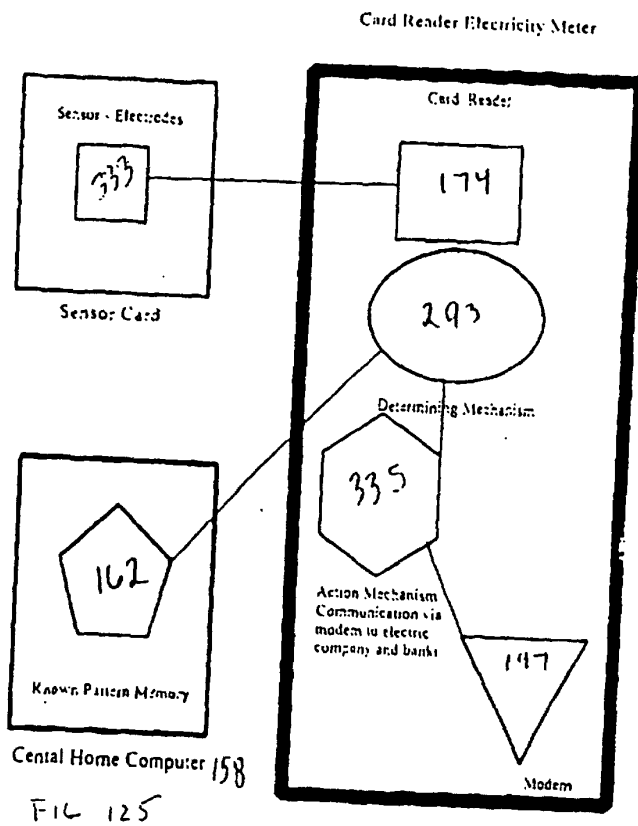 Card Reader Electricity Meter
Card Reader
Sensor - Electrodes
333
174
Sensor Card
293
Determining Mechanism
335
162
Action Mechanism
Communication via
modem to electric
company and banks
197
Known Pattern Memory
Modem
Cental Home Computer 158
FIG 125